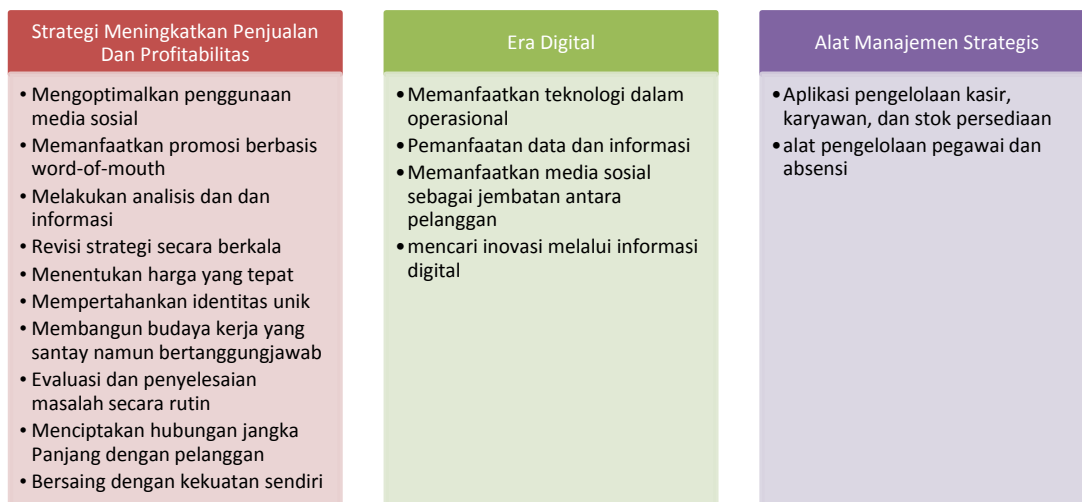 Strategi Meningkatkan Penjualan
Dan Profitabilitas
• Mengoptimalkan penggunaan
media sosial
• Memanfaatkan promosi berbasis
word-of-mouth
• Melakukan analisis dan dan
informasi
• Revisi strategi secara berkala
• Menentukan harga yang tepat
• Mempertahankan identitas unik
• Membangun budaya kerja yang
santay namun bertanggungjawab
• Evaluasi dan penyelesaian
masalah secara rutin
• Menciptakan hubungan jangka
Panjang dengan pelanggan
• Bersaing dengan kekuatan sendiri
Era Digital
• Memanfaatkan teknologi dalam
operasional
• Pemanfaatan data dan informasi
• Memanfaatkan media sosial
sebagai jembatan antara
pelanggan
• mencari inovasi melalui informasi
digital
Alat Manajemen Strategis
• Aplikasi pengelolaan kasir,
karyawan, dan stok persediaan
• alat pengelolaan pegawai dan
absensi